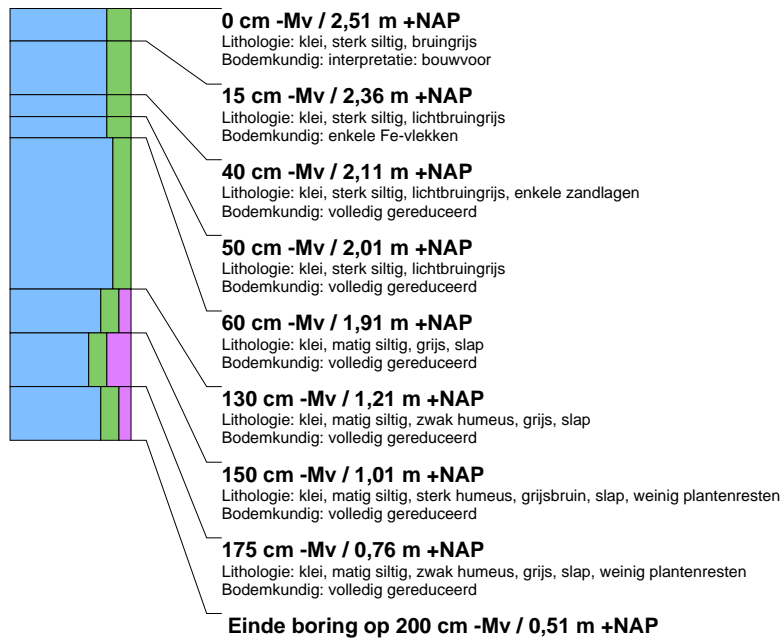 0 cm -Mv / 2,51 m +NAP
Lithologie: klei, sterk siltig, bruingrijs
Bodemkundig: interpretatie: bouwvoor
15 cm -Mv / 2,36 m +NAP
Lithologie: klei, sterk siltig, lichtbruingrijs
Bodemkundig: enkele Fe-vlekken
40 cm -Mv / 2,11 m +NAP
Lithologie: klei, sterk siltig, lichtbruingrijs, enkele zandlagen
Bodemkundig: volledig gereduceerd
50 cm -Mv / 2,01 m +NAP
Lithologie: klei, sterk siltig, lichtbruingrijs
Bodemkundig: volledig gereduceerd
60 cm -Mv / 1,91 m +NAP
Lithologie: klei, matig siltig, grijs, slap
Bodemkundig: volledig gereduceerd
130 cm -Mv / 1,21 m +NAP
Lithologie: klei, matig siltig, zwak humeus, grijs, slap
Bodemkundig: volledig gereduceerd
150 cm -Mv / 1,01 m +NAP
Lithologie: klei, matig siltig, sterk humeus, grijsbruin, slap, weinig plantenresten
Bodemkundig: volledig gereduceerd
175 cm -Mv / 0,76 m +NAP
Lithologie: klei, matig siltig, zwak humeus, grijs, slap, weinig plantenresten
Bodemkundig: volledig gereduceerd
Einde boring op 200 cm -Mv / 0,51 m +NAP